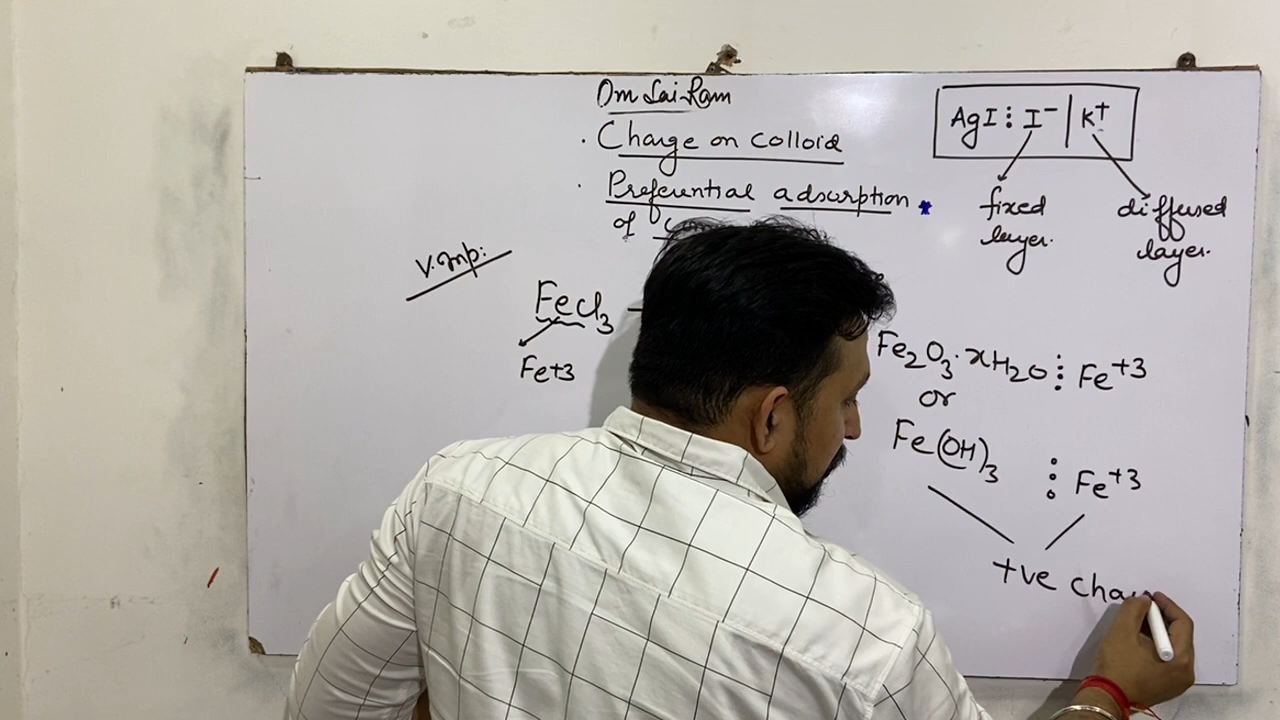 Om Sai Ram
. Charge on colloid
. Preferential adsorption
of
V. Imp:
FeCl3 -
Fe+3
AgI ⋮ I⁻ | K⁺
fixed layer.
diffused layer.
Fe2O3·xH2O ⋮ Fe+3
or
Fe(OH)3 ⋮ Fe+3
+ve Cha